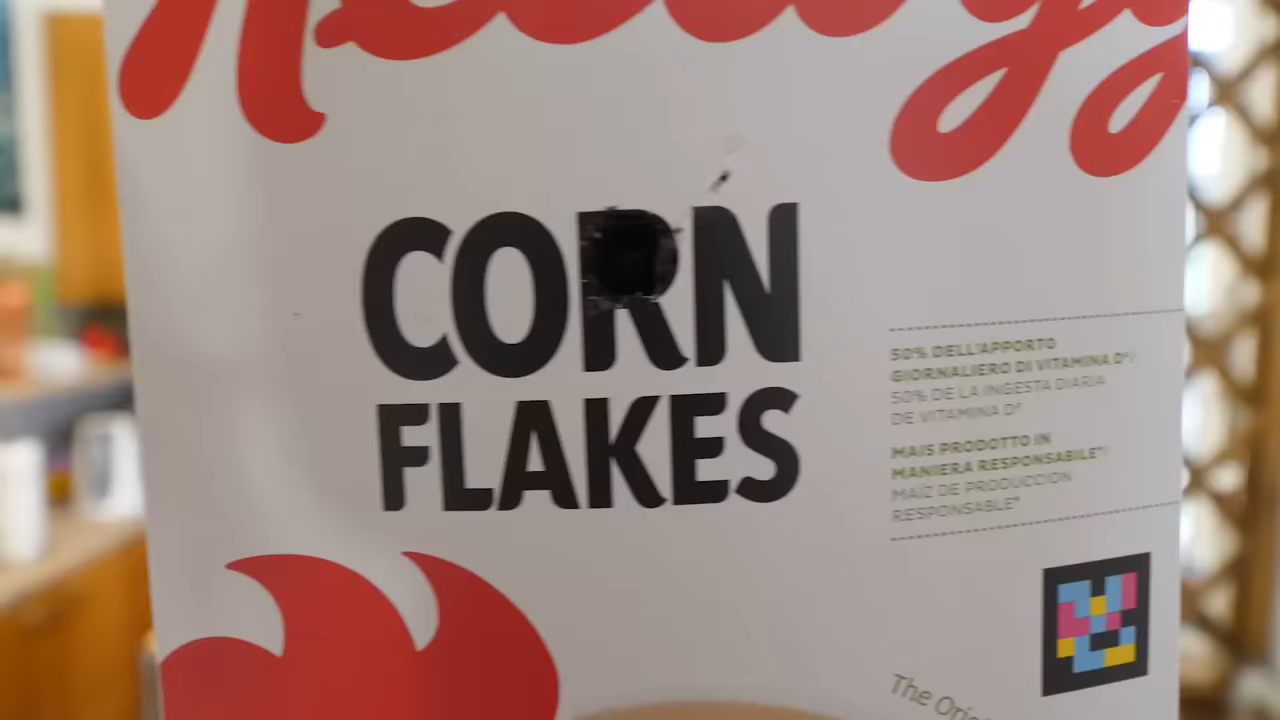 Kellogg's
CORN
FLAKES
50% DELL'APPORTO
GIORNALIERO DI VITAMINA D*/
50% DE LA INGESTA DIARIA
DE VITAMINA D*
MAIS PRODOTTO IN
MANIERA RESPONSABILE*/
MAÍZ DE PRODUCCIÓN
RESPONSABLE*
The Ori